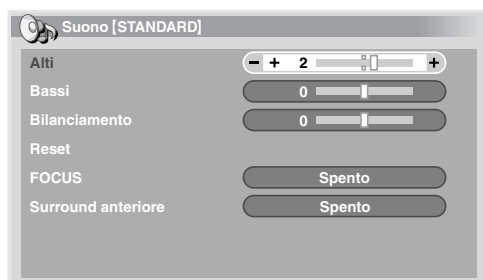 Suono [STANDARD]
Alti − + 2 +
Bassi 0
Bilanciamento 0
Reset
FOCUS Spento
Surround anteriore Spento